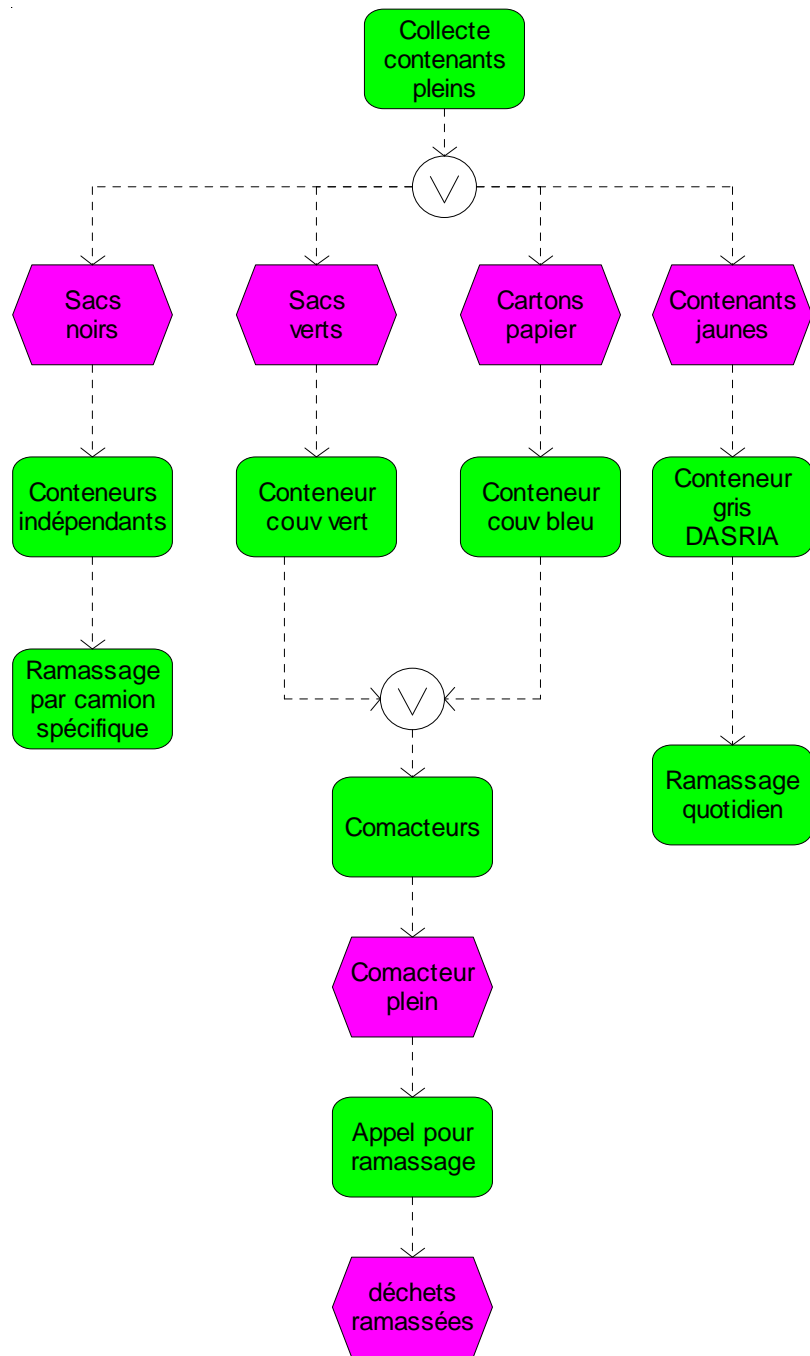 Collecte
contenants
pleins
Sacs
noirs
Sacs
verts
Cartons
papier
Contenants
jaunes
Conteneurs
indépendants
Conteneur
couv vert
Conteneur
couv bleu
Conteneur
gris
DASRIA
Ramassage
par camion
spécifique
Ramassage
quotidien
Comacteurs
Comacteur
plein
Appel pour
ramassage
déchets
ramassées